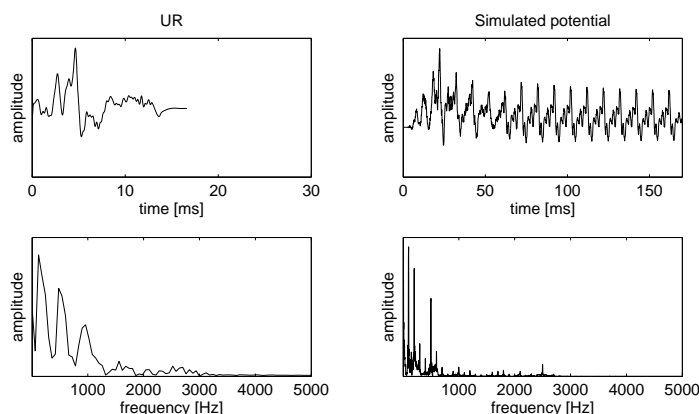 UR
Simulated potential
amplitude
0 10 20 30
time [ms]
amplitude
0 50 100 150
time [ms]
amplitude
1000 2000 3000 4000 5000
frequency [Hz]
amplitude
1000 2000 3000 4000 5000
frequency [Hz]